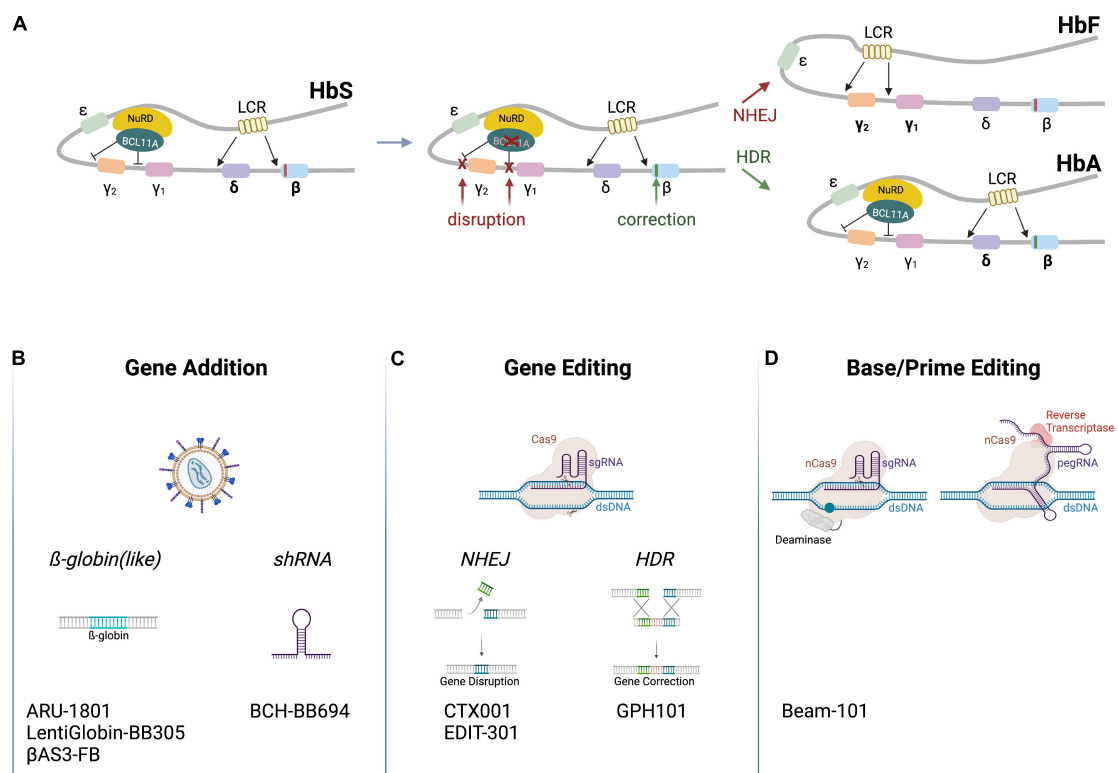 A
HbS
ε
NuRD
BCL11A
LCR
γ₂
γ₁
δ
β
ε
NuRD
BCL11A
LCR
X
X
γ₂
γ₁
δ
β
disruption
correction
NHEJ
HDR
HbF
LCR
ε
γ₂
γ₁
δ
β
HbA
ε
NuRD
BCL11A
LCR
γ₂
γ₁
δ
β
B
Gene Addition
ß-globin(like)
shRNA
ß-globin
ARU-1801
LentiGlobin-BB305
βAS3-FB
BCH-BB694
C
Gene Editing
Cas9
sgRNA
dsDNA
NHEJ
HDR
Gene Disruption
Gene Correction
CTX001
EDIT-301
GPH101
D
Base/Prime Editing
nCas9
sgRNA
dsDNA
Deaminase
Reverse
Transcriptase
nCas9
pegRNA
dsDNA
Beam-101